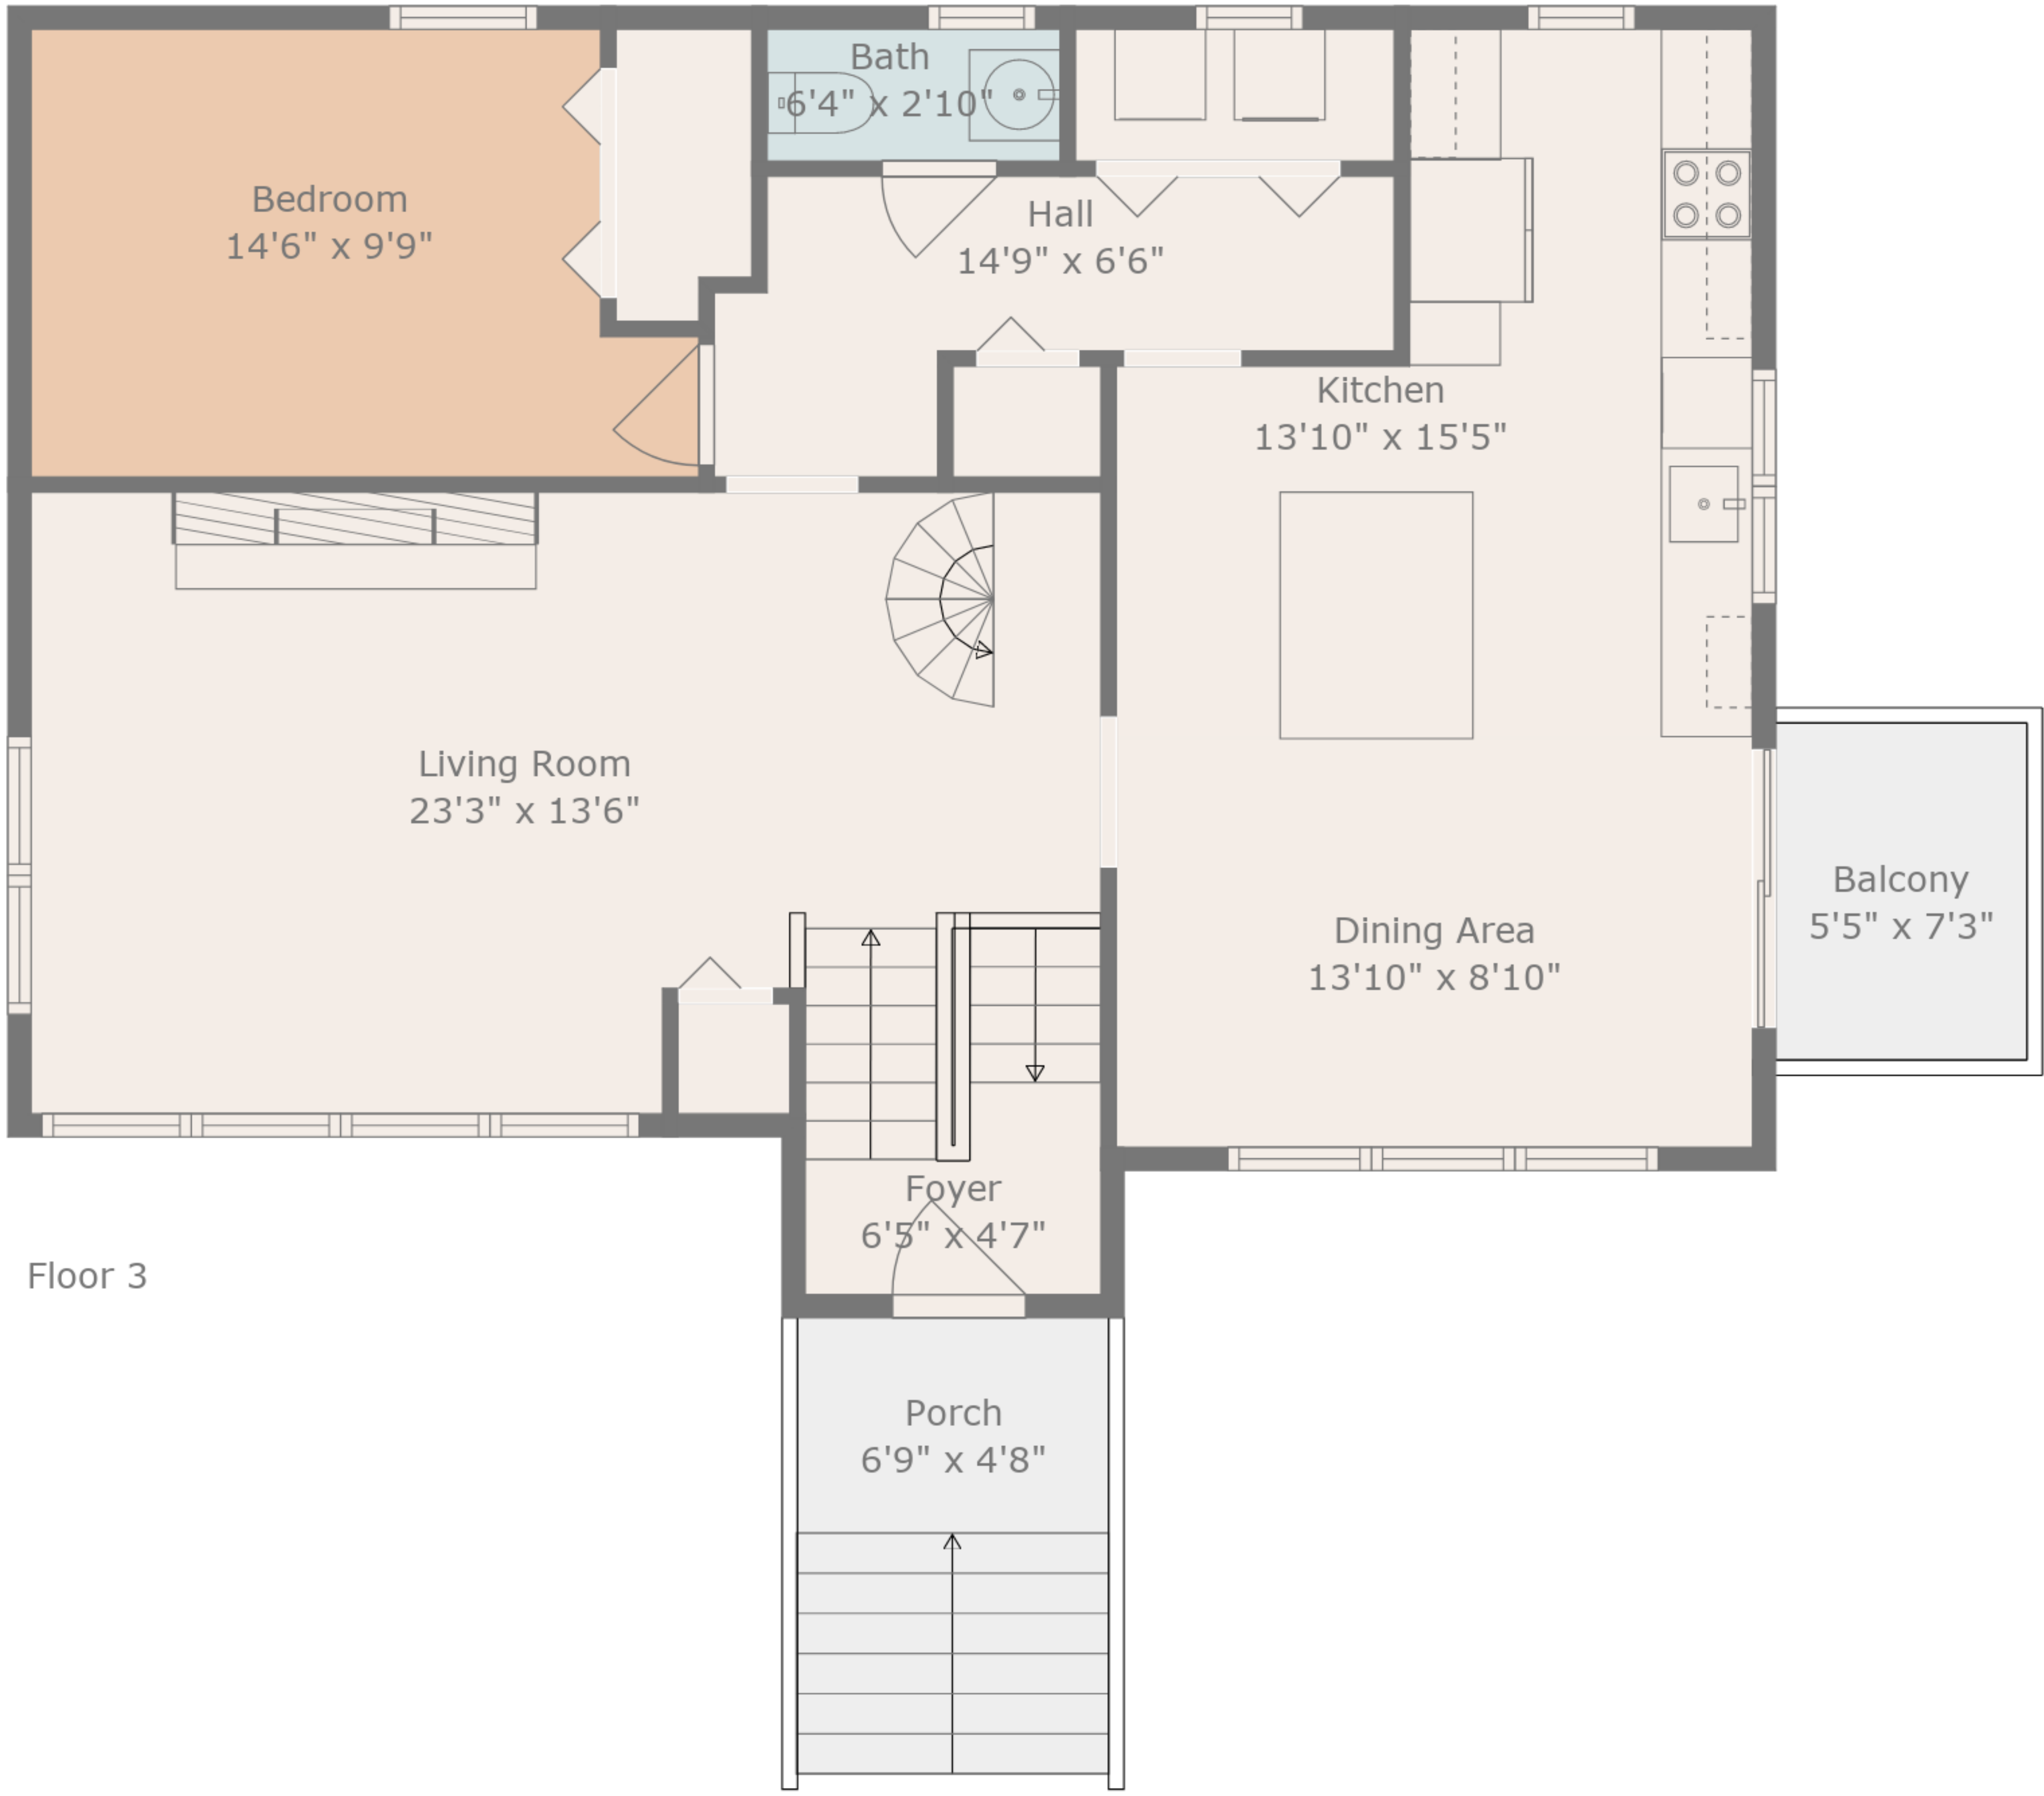 Bath
6'4" x 2'10"
Bedroom
14'6" x 9'9"
Hall
14'9" x 6'6"
Kitchen
13'10" x 15'5"
Living Room
23'3" x 13'6"
Balcony
5'5" x 7'3"
Dining Area
13'10" x 8'10"
Foyer
6'5" x 4'7"
Floor 3
Porch
6'9" x 4'8"